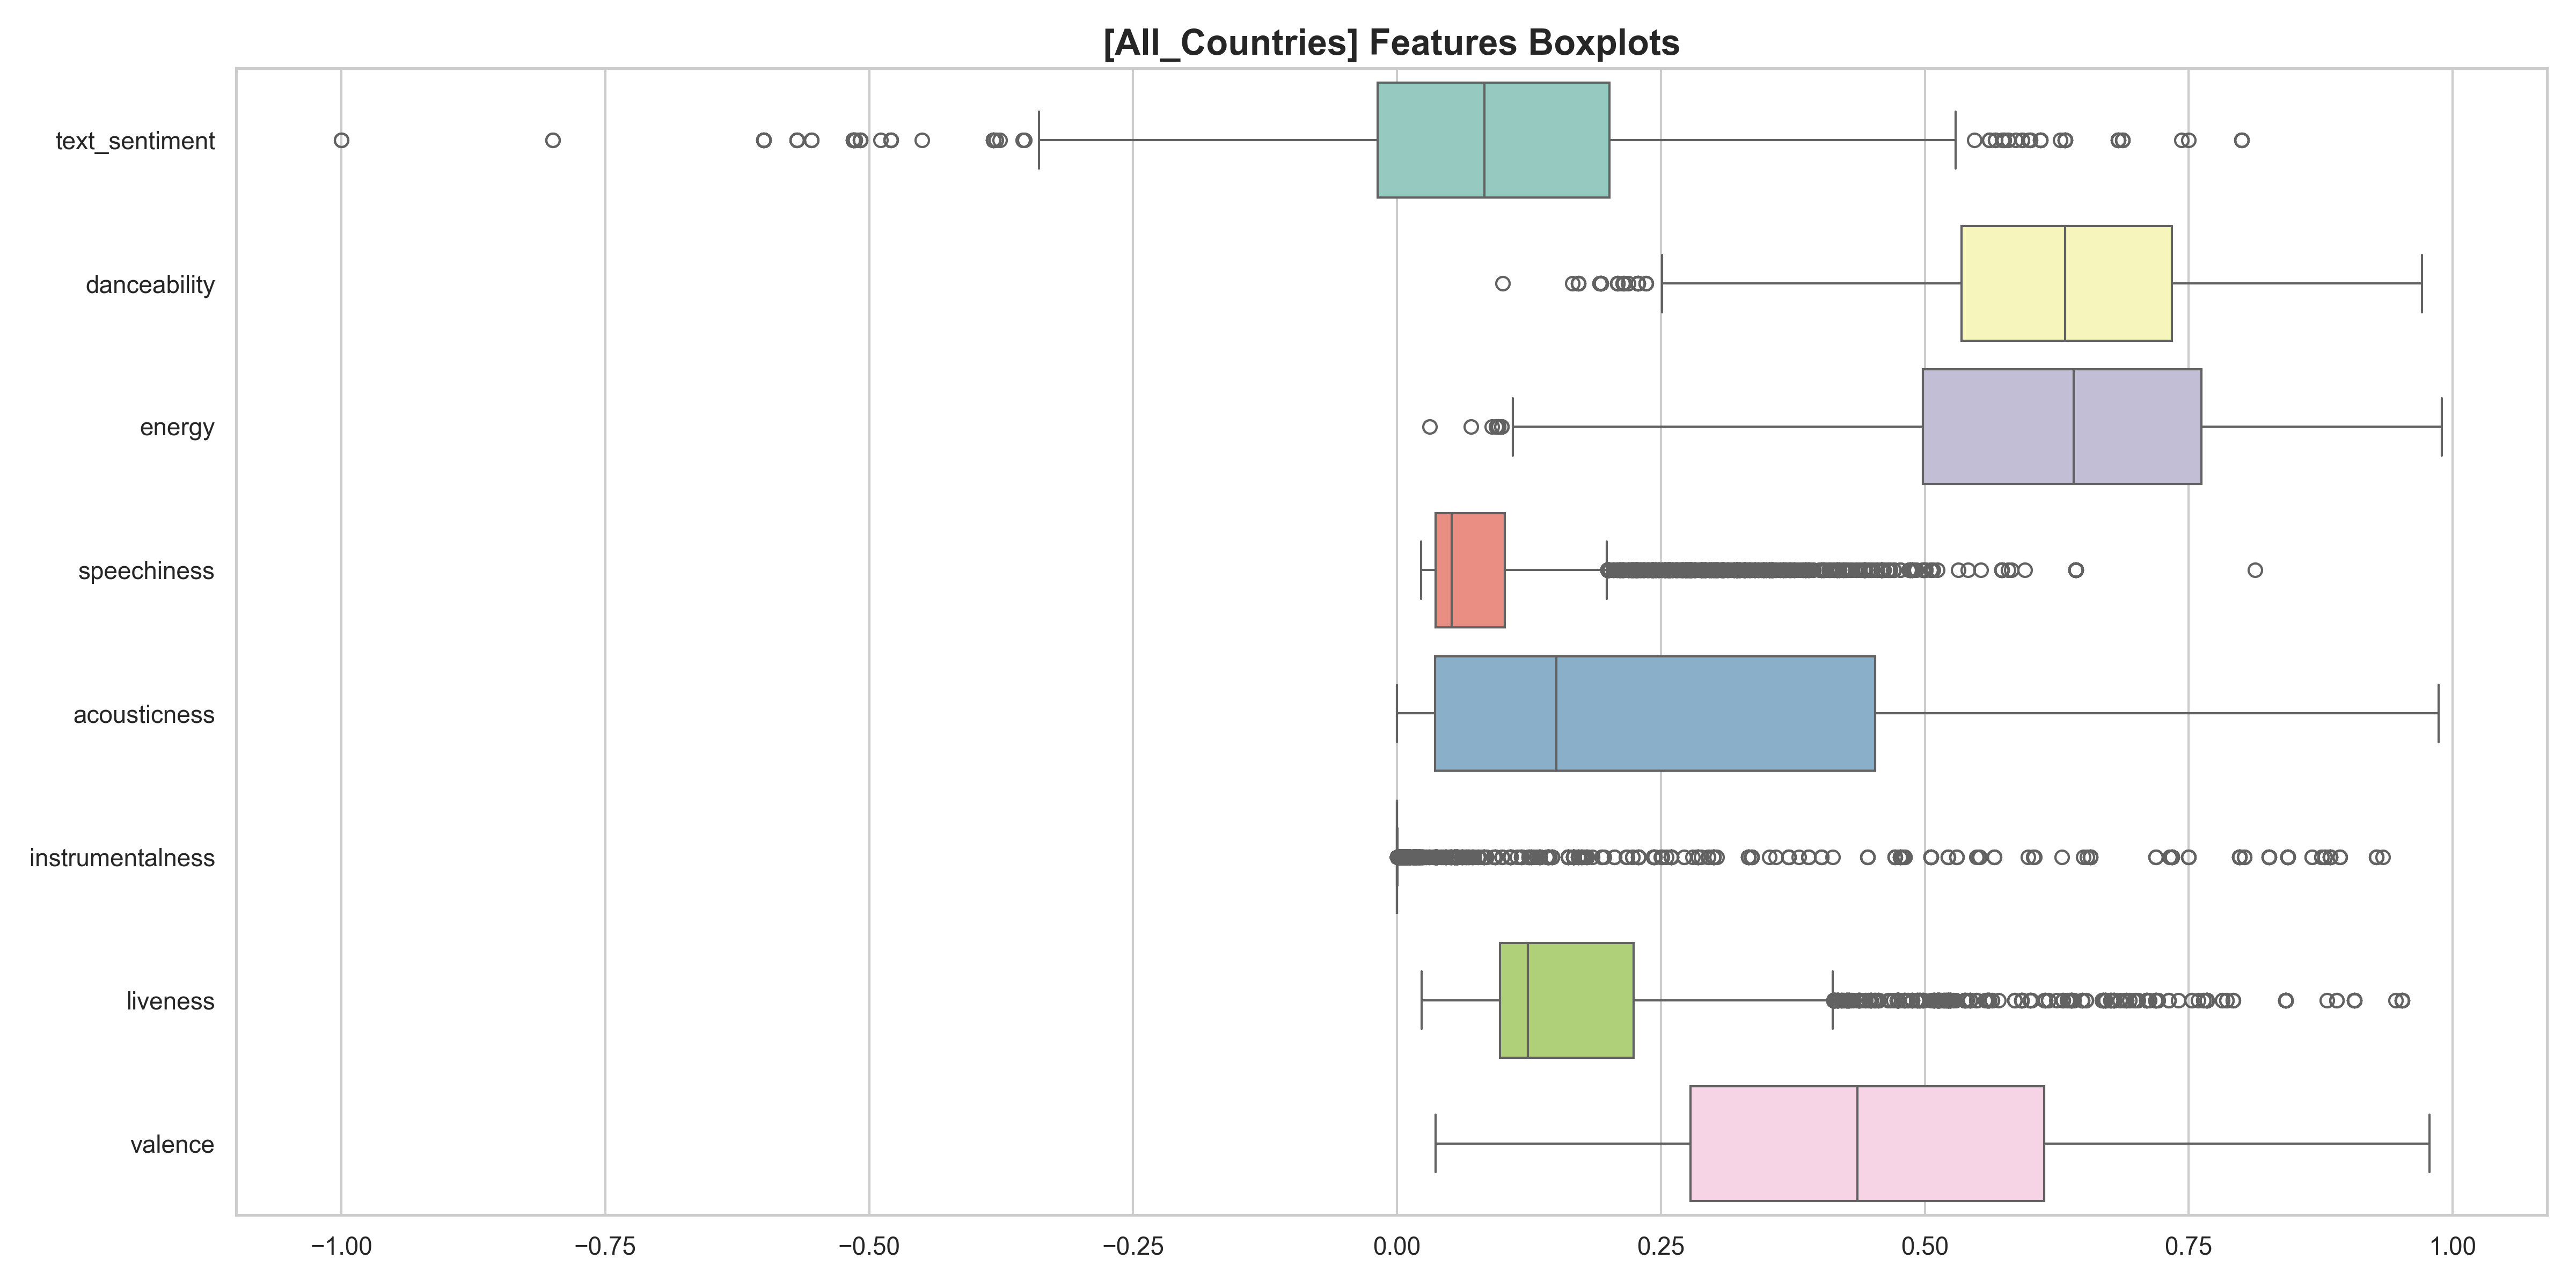 [All_Countries] Features Boxplots
text_sentiment
danceability
energy
speechiness
acousticness
instrumentalness
liveness
valence
−1.00 −0.75 −0.50 −0.25 0.00 0.25 0.50 0.75 1.00